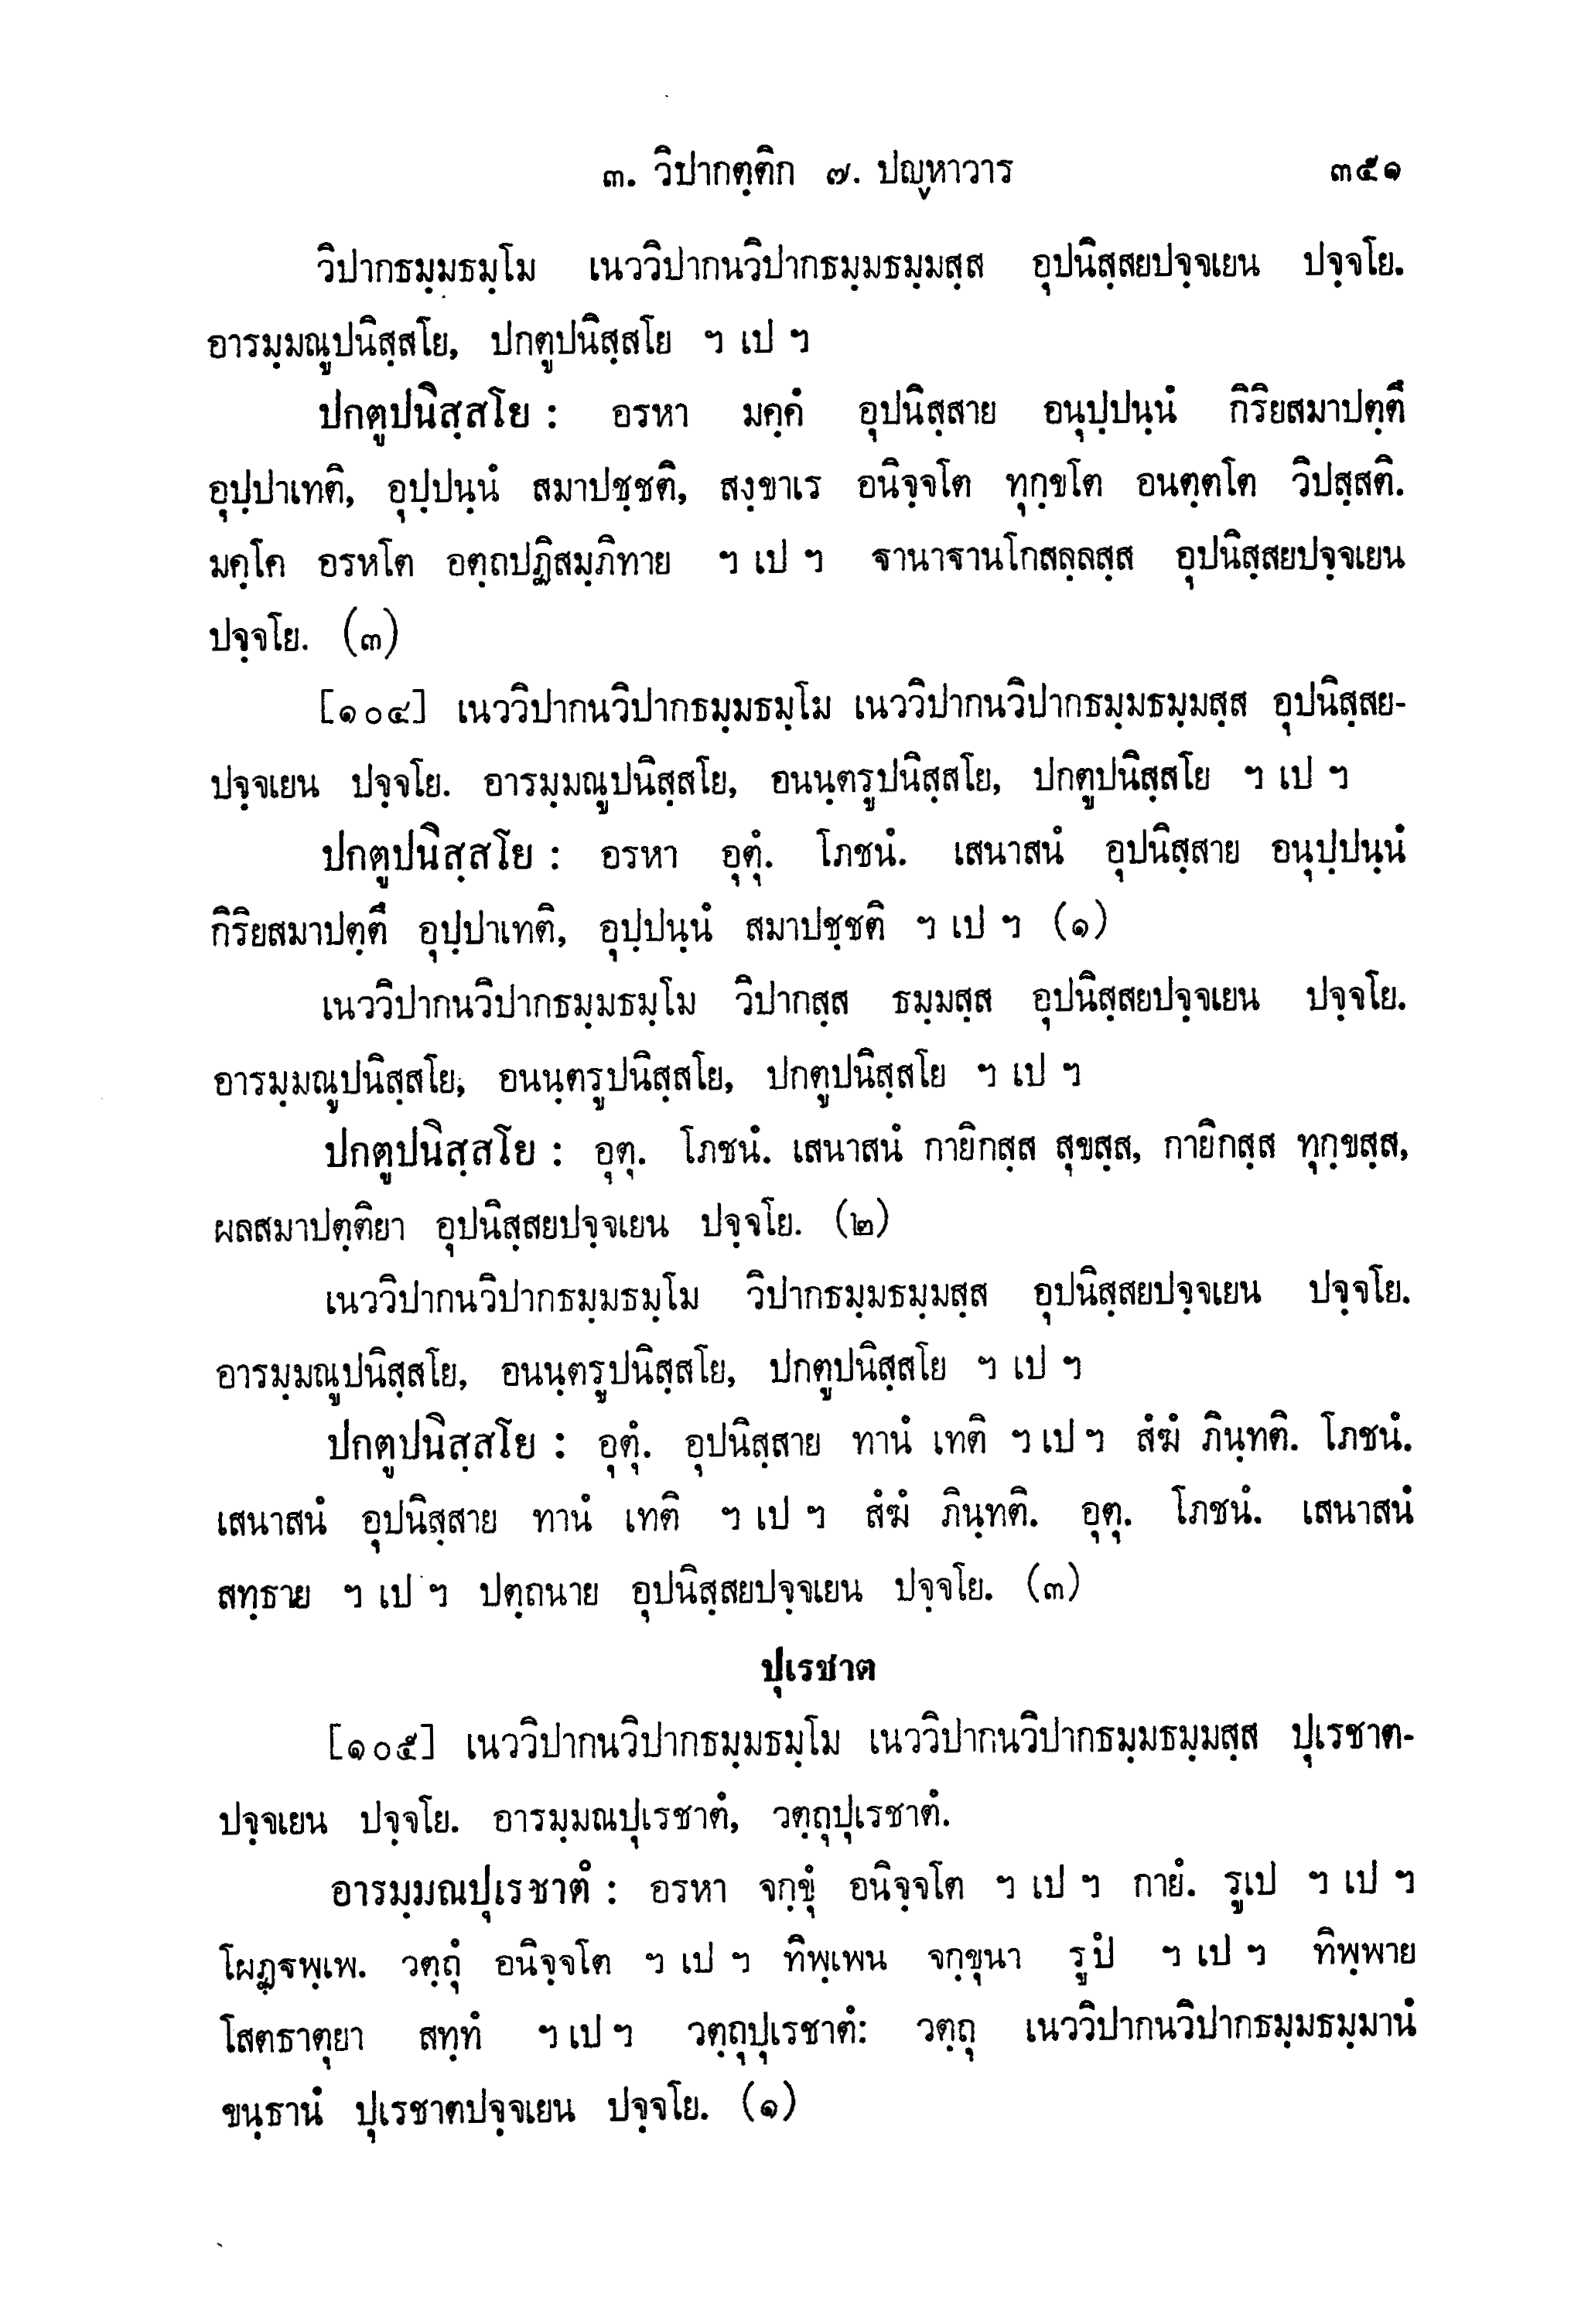 ๓. วิปากตฺติก ๗. ปญฺหาวาร ๓๕๑
วิปากธมฺมธมฺโม เนววิปากนวิปากธมฺมธมฺมสฺส อุปนิสฺสยปจฺจเยน ปจฺจโย.
อารมฺมณูปนิสฺสโย, ปกตูปนิสฺสโย ฯ เป ฯ
ปกตูปนิสฺสโย : อรหา มคฺคํ อุปนิสฺสาย อนุปฺปนฺนํ กิริยสมาปตฺตึ
อุปฺปาเทติ, อุปฺปนฺนํ สมาปชฺชติ, สงฺขาเร อนิจฺจโต ทุกฺขโต อนตฺตโต วิปสฺสติ.
มคฺโค อรหโต อตฺถปฏิสมฺภิทาย ฯ เป ฯ ฐานาฐานโกสลฺลสฺส อุปนิสฺสยปจฺจเยน
ปจฺจโย. (๓)
[๑๐๔] เนววิปากนวิปากธมฺมธมฺโม เนววิปากนวิปากธมฺมธมฺมสฺส อุปนิสฺสย-
ปจฺจเยน ปจฺจโย. อารมฺมณูปนิสฺสโย, อนนฺตรูปนิสฺสโย, ปกตูปนิสฺสโย ฯ เป ฯ
ปกตูปนิสฺสโย : อรหา อุตุํ. โภชนํ. เสนาสนํ อุปนิสฺสาย อนุปฺปนฺนํ
กิริยสมาปตฺตึ อุปฺปาเทติ, อุปฺปนฺนํ สมาปชฺชติ ฯ เป ฯ (๑)
เนววิปากนวิปากธมฺมธมฺโม วิปากสฺส ธมฺมสฺส อุปนิสฺสยปจฺจเยน ปจฺจโย.
อารมฺมณูปนิสฺสโย, อนนฺตรูปนิสฺสโย, ปกตูปนิสฺสโย ฯ เป ฯ
ปกตูปนิสฺสโย : อุตุ. โภชนํ. เสนาสนํ กายิกสฺส สุขสฺส, กายิกสฺส ทุกฺขสฺส,
ผลสมาปตฺติยา อุปนิสฺสยปจฺจเยน ปจฺจโย. (๒)
เนววิปากนวิปากธมฺมธมฺโม วิปากธมฺมธมฺมสฺส อุปนิสฺสยปจฺจเยน ปจฺจโย.
อารมฺมณูปนิสฺสโย, อนนฺตรูปนิสฺสโย, ปกตูปนิสฺสโย ฯ เป ฯ
ปกตูปนิสฺสโย : อุตุํ. อุปนิสฺสาย ทานํ เทติ ฯ เป ฯ สํฆํ ภินฺทติ. โภชนํ.
เสนาสนํ อุปนิสฺสาย ทานํ เทติ ฯ เป ฯ สํฆํ ภินฺทติ. อุตุ. โภชนํ. เสนาสนํ
สทฺธาย ฯ เป ฯ ปตฺถนาย อุปนิสฺสยปจฺจเยน ปจฺจโย. (๓)
ปุเรชาต
[๑๐๕] เนววิปากนวิปากธมฺมธมฺโม เนววิปากนวิปากธมฺมธมฺมสฺส ปุเรชาต-
ปจฺจเยน ปจฺจโย. อารมฺมณปุเรชาตํ, วตฺถุปุเรชาตํ.
อารมฺมณปุเรชาตํ : อรหา จกฺขุํ อนิจฺจโต ฯ เป ฯ กายํ. รูเป ฯ เป ฯ
โผฏฺฐพฺเพ. วตฺถุํ อนิจฺจโต ฯ เป ฯ ทิพฺเพน จกฺขุนา รูปํ ฯ เป ฯ ทิพฺพาย
โสตธาตุยา สทฺทํ ฯ เป ฯ วตฺถุปุเรชาตํ: วตฺถุ เนววิปากนวิปากธมฺมธมฺมานํ
ขนฺธานํ ปุเรชาตปจฺจเยน ปจฺจโย. (๑)